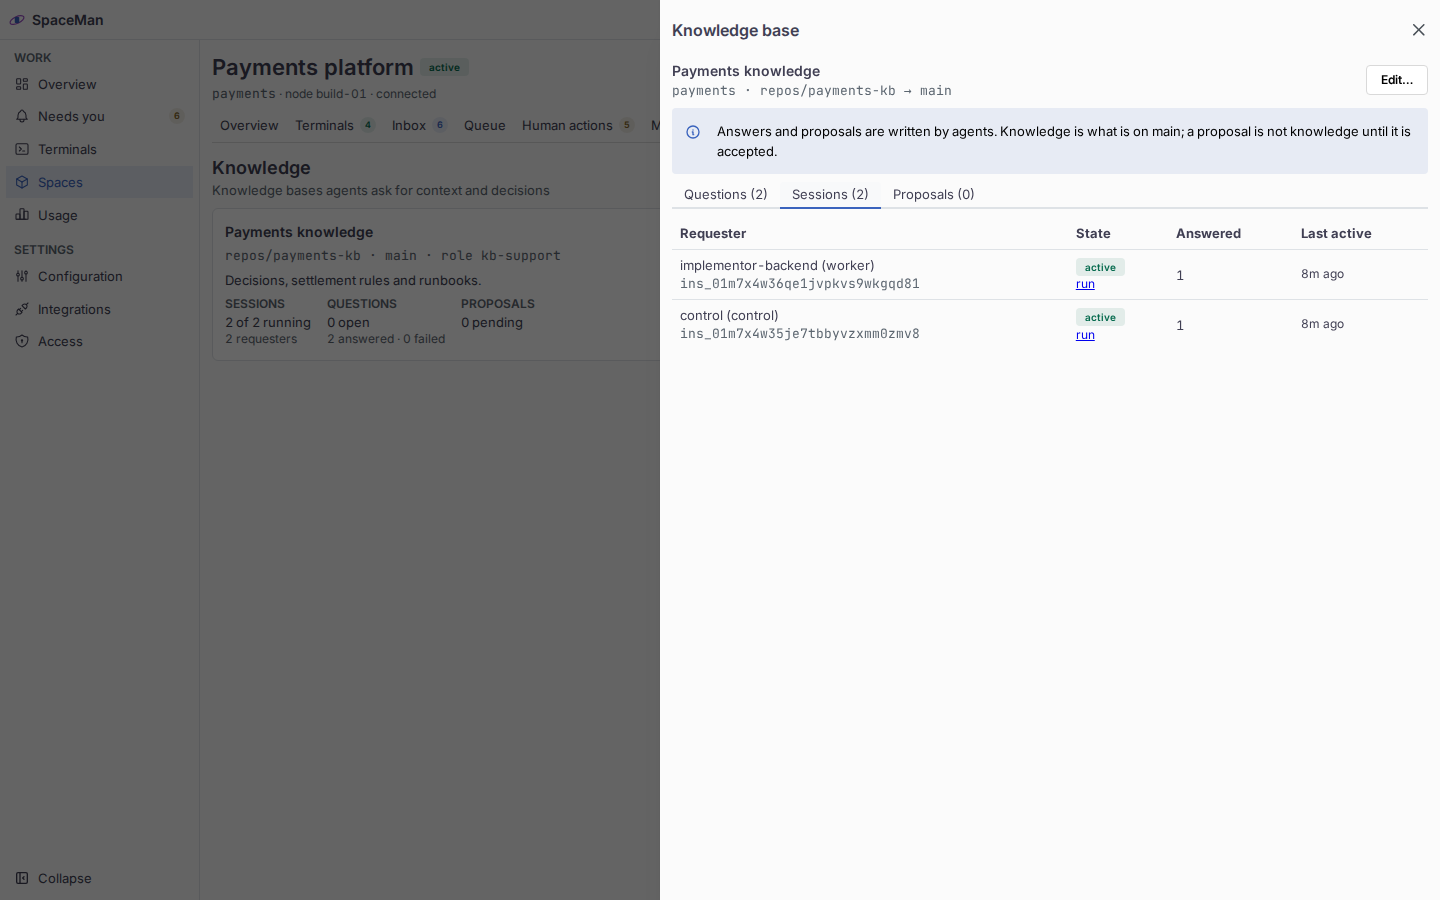 SpaceMan
WORK
Overview
Needs you 6
Terminals
Spaces
Usage
SETTINGS
Configuration
Integrations
Access
Collapse
Payments platform active
payments · node build-01 · connected
Overview Terminals 4 Inbox 6 Queue Human actions 5 M
Knowledge
Knowledge bases agents ask for context and decisions
Payments knowledge
repos/payments-kb · main · role kb-support
Decisions, settlement rules and runbooks.
SESSIONS QUESTIONS PROPOSALS
2 of 2 running 0 open 0 pending
2 requesters 2 answered · 0 failed
Knowledge base
Payments knowledge
payments · repos/payments-kb → main
Edit...
Answers and proposals are written by agents. Knowledge is what is on main; a proposal is not knowledge until it is
accepted.
Questions (2) Sessions (2) Proposals (0)
Requester State Answered Last active
implementor-backend (worker) active 1 8m ago
ins_01m7x4w36qe1jvpkvs9wkgqd81 run
control (control) active 1 8m ago
ins_01m7x4w35je7tbbyvzxmm0zmv8 run